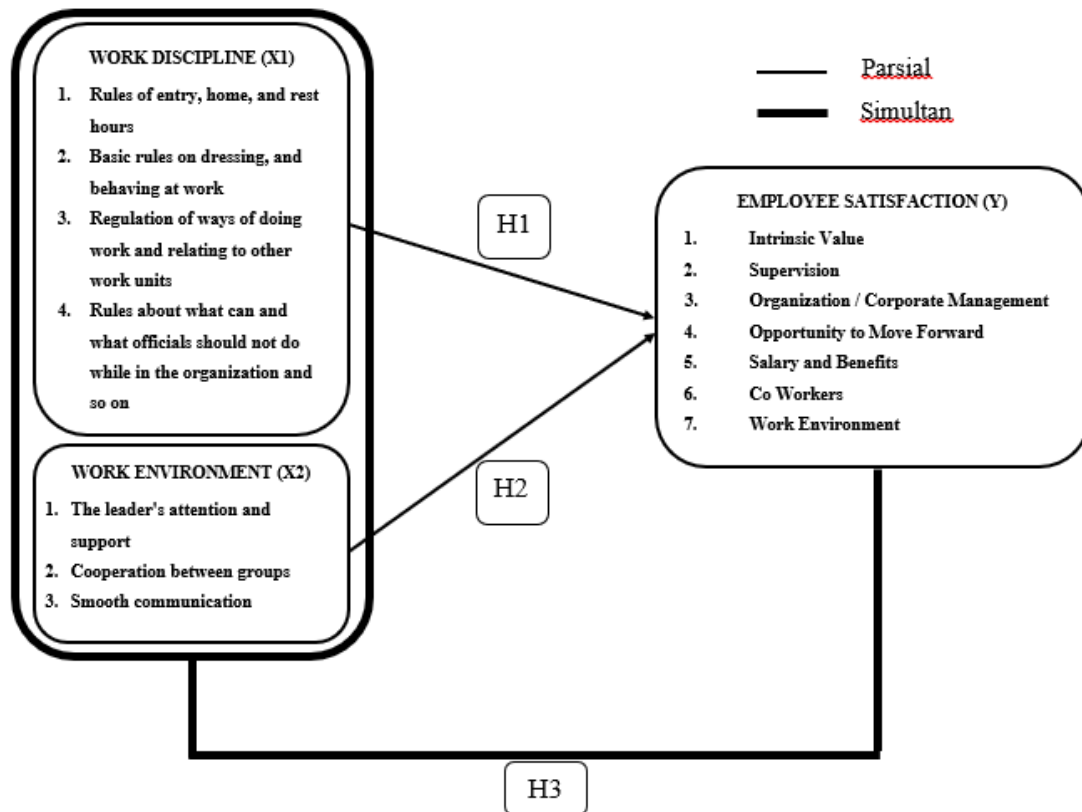 WORK DISCIPLINE (X1)
1. Rules of entry, home, and rest
hours
2. Basic rules on dressing, and
behaving at work
3. Regulation of ways of doing
work and relating to other
work units
4. Rules about what can and
what officials should not do
while in the organization and
so on
WORK ENVIRONMENT (X2)
1. The leader's attention and
support
2. Cooperation between groups
3. Smooth communication
H1
H2
H3
Parsial
Simultan
EMPLOYEE SATISFACTION (Y)
1. Intrinsic Value
2. Supervision
3. Organization / Corporate Management
4. Opportunity to Move Forward
5. Salary and Benefits
6. Co Workers
7. Work Environment